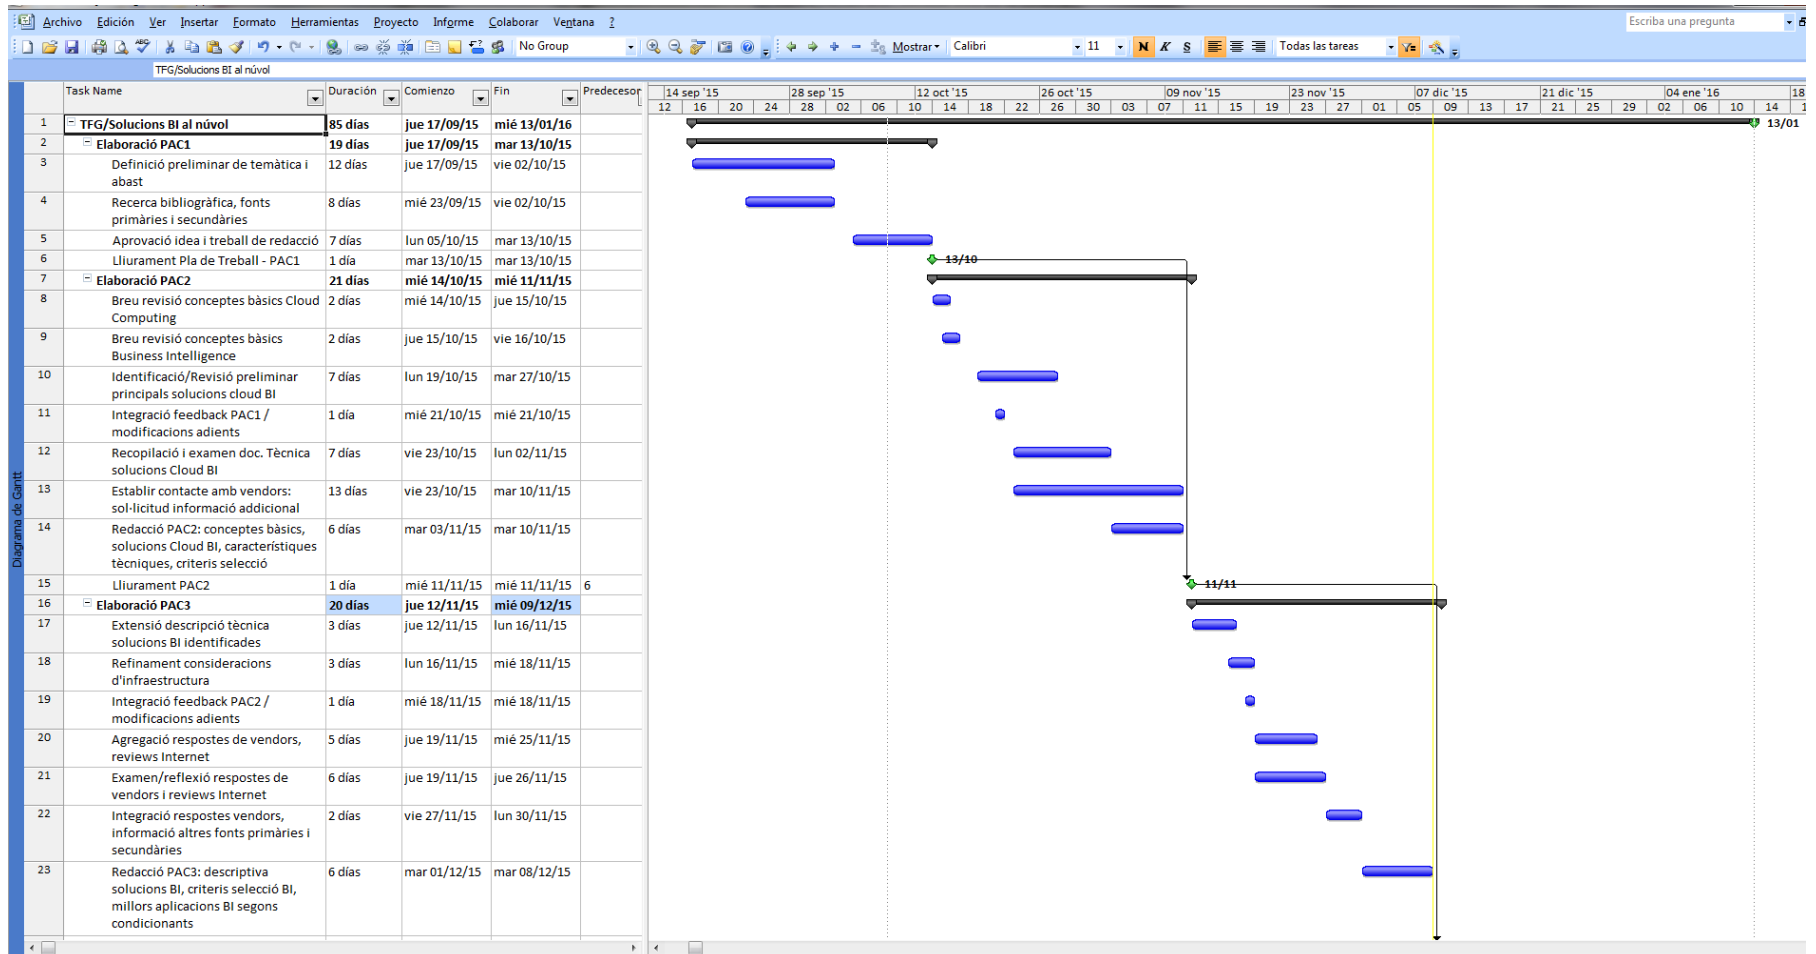 Archivo Edición Ver Insertar Formato Herramientas Proyecto Informe Colaborar Ventana ? Escriba una pregunta
No Group Mostrar Calibri 11 N K S Todas las tareas
TFG/Solucions BI al núvol
Task Name Duración Comienzo Fin Predecesor
14 sep '15 28 sep '15 12 oct '15 26 oct '15 09 nov '15 23 nov '15 07 dic '15 21 dic '15 04 ene '16 18
12 16 20 24 28 02 06 10 14 18 22 26 30 03 07 11 15 19 23 27 01 05 09 13 17 21 25 29 02 06 10 14 1
1 TFG/Solucions BI al núvol 85 días jue 17/09/15 mié 13/01/16 13/01
2 Elaboració PAC1 19 días jue 17/09/15 mar 13/10/15
3 Definició preliminar de temàtica i 12 días jue 17/09/15 vie 02/10/15
abast
4 Recerca bibliogràfica, fonts 8 días mié 23/09/15 vie 02/10/15
primàries i secundàries
5 Aprovació idea i treball de redacció 7 días lun 05/10/15 mar 13/10/15
6 Lliurament Pla de Treball - PAC1 1 día mar 13/10/15 mar 13/10/15 13/10
7 Elaboració PAC2 21 días mié 14/10/15 mié 11/11/15
8 Breu revisió conceptes bàsics Cloud 2 días mié 14/10/15 jue 15/10/15
Computing
9 Breu revisió conceptes bàsics 2 días jue 15/10/15 vie 16/10/15
Business Intelligence
10 Identificació/Revisió preliminar 7 días lun 19/10/15 mar 27/10/15
principals solucions cloud BI
11 Integració feedback PAC1 / 1 día mié 21/10/15 mié 21/10/15
modificacions adients
12 Recopilació i examen doc. Tècnica 7 días vie 23/10/15 lun 02/11/15
solucions Cloud BI
13 Establir contacte amb vendors: 13 días vie 23/10/15 mar 10/11/15
sol·licitud informació addicional
14 Redacció PAC2: conceptes bàsics, 6 días mar 03/11/15 mar 10/11/15
solucions Cloud BI, característiques
tècniques, criteris selecció
15 Lliurament PAC2 1 día mié 11/11/15 mié 11/11/15 6 11/11
16 Elaboració PAC3 20 días jue 12/11/15 mié 09/12/15
17 Extensió descripció tècnica 3 días jue 12/11/15 lun 16/11/15
solucions BI identificades
18 Refinament consideracions 3 días lun 16/11/15 mié 18/11/15
d'infraestructura
19 Integració feedback PAC2 / 1 día mié 18/11/15 mié 18/11/15
modificacions adients
20 Agregació respostes de vendors, 5 días jue 19/11/15 mié 25/11/15
reviews Internet
21 Examen/reflexió respostes de 6 días jue 19/11/15 jue 26/11/15
vendors i reviews Internet
22 Integració respostes vendors, 2 días vie 27/11/15 lun 30/11/15
informació altres fonts primàries i
secundàries
23 Redacció PAC3: descriptiva 6 días mar 01/12/15 mar 08/12/15
solucions BI, criteris selecció BI,
millors aplicacions BI segons
condicionants
Diagrama de Gantt